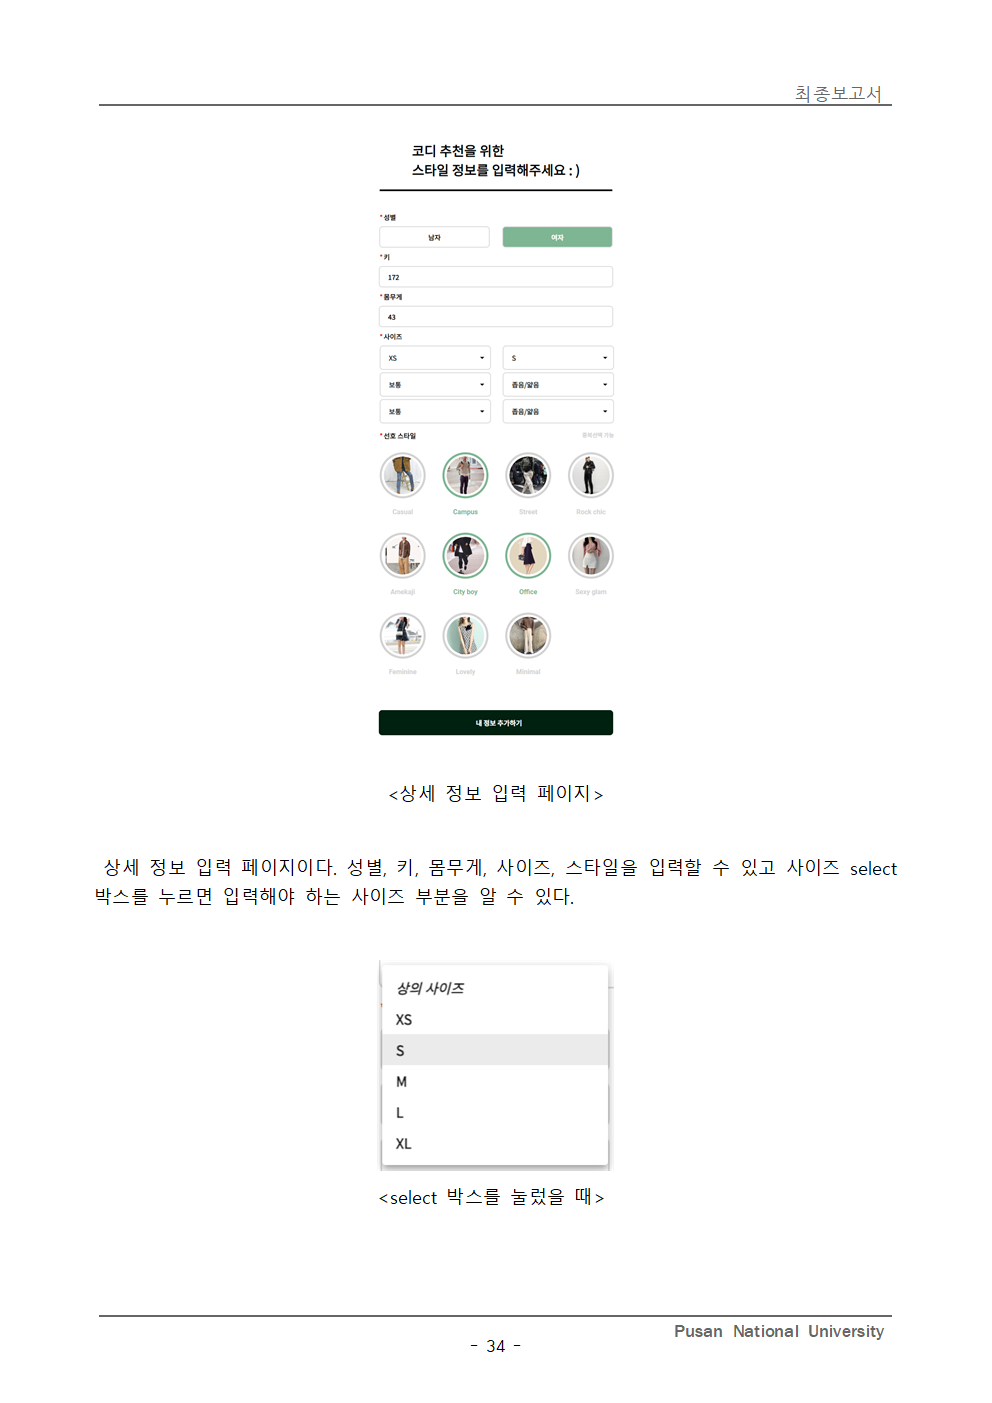 최종보고서
코디 추천을 위한
스타일 정보를 입력해주세요 : )
*성별
남자 여자
*키
172
*몸무게
43
*사이즈
XS S
보통 좁음/얇음
보통 좁음/얇음
*선호 스타일 중복선택 가능
Casual Campus Street Rock chic
Amekaji City boy Office Sexy glam
Feminine Lovely Minimal
내 정보 추가하기
<상세 정보 입력 페이지>
상세 정보 입력 페이지이다. 성별, 키, 몸무게, 사이즈, 스타일을 입력할 수 있고 사이즈 select
박스를 누르면 입력해야 하는 사이즈 부분을 알 수 있다.
상의 사이즈
XS
S
M
L
XL
<select 박스를 눌렀을 때>
Pusan National University
- 34 -